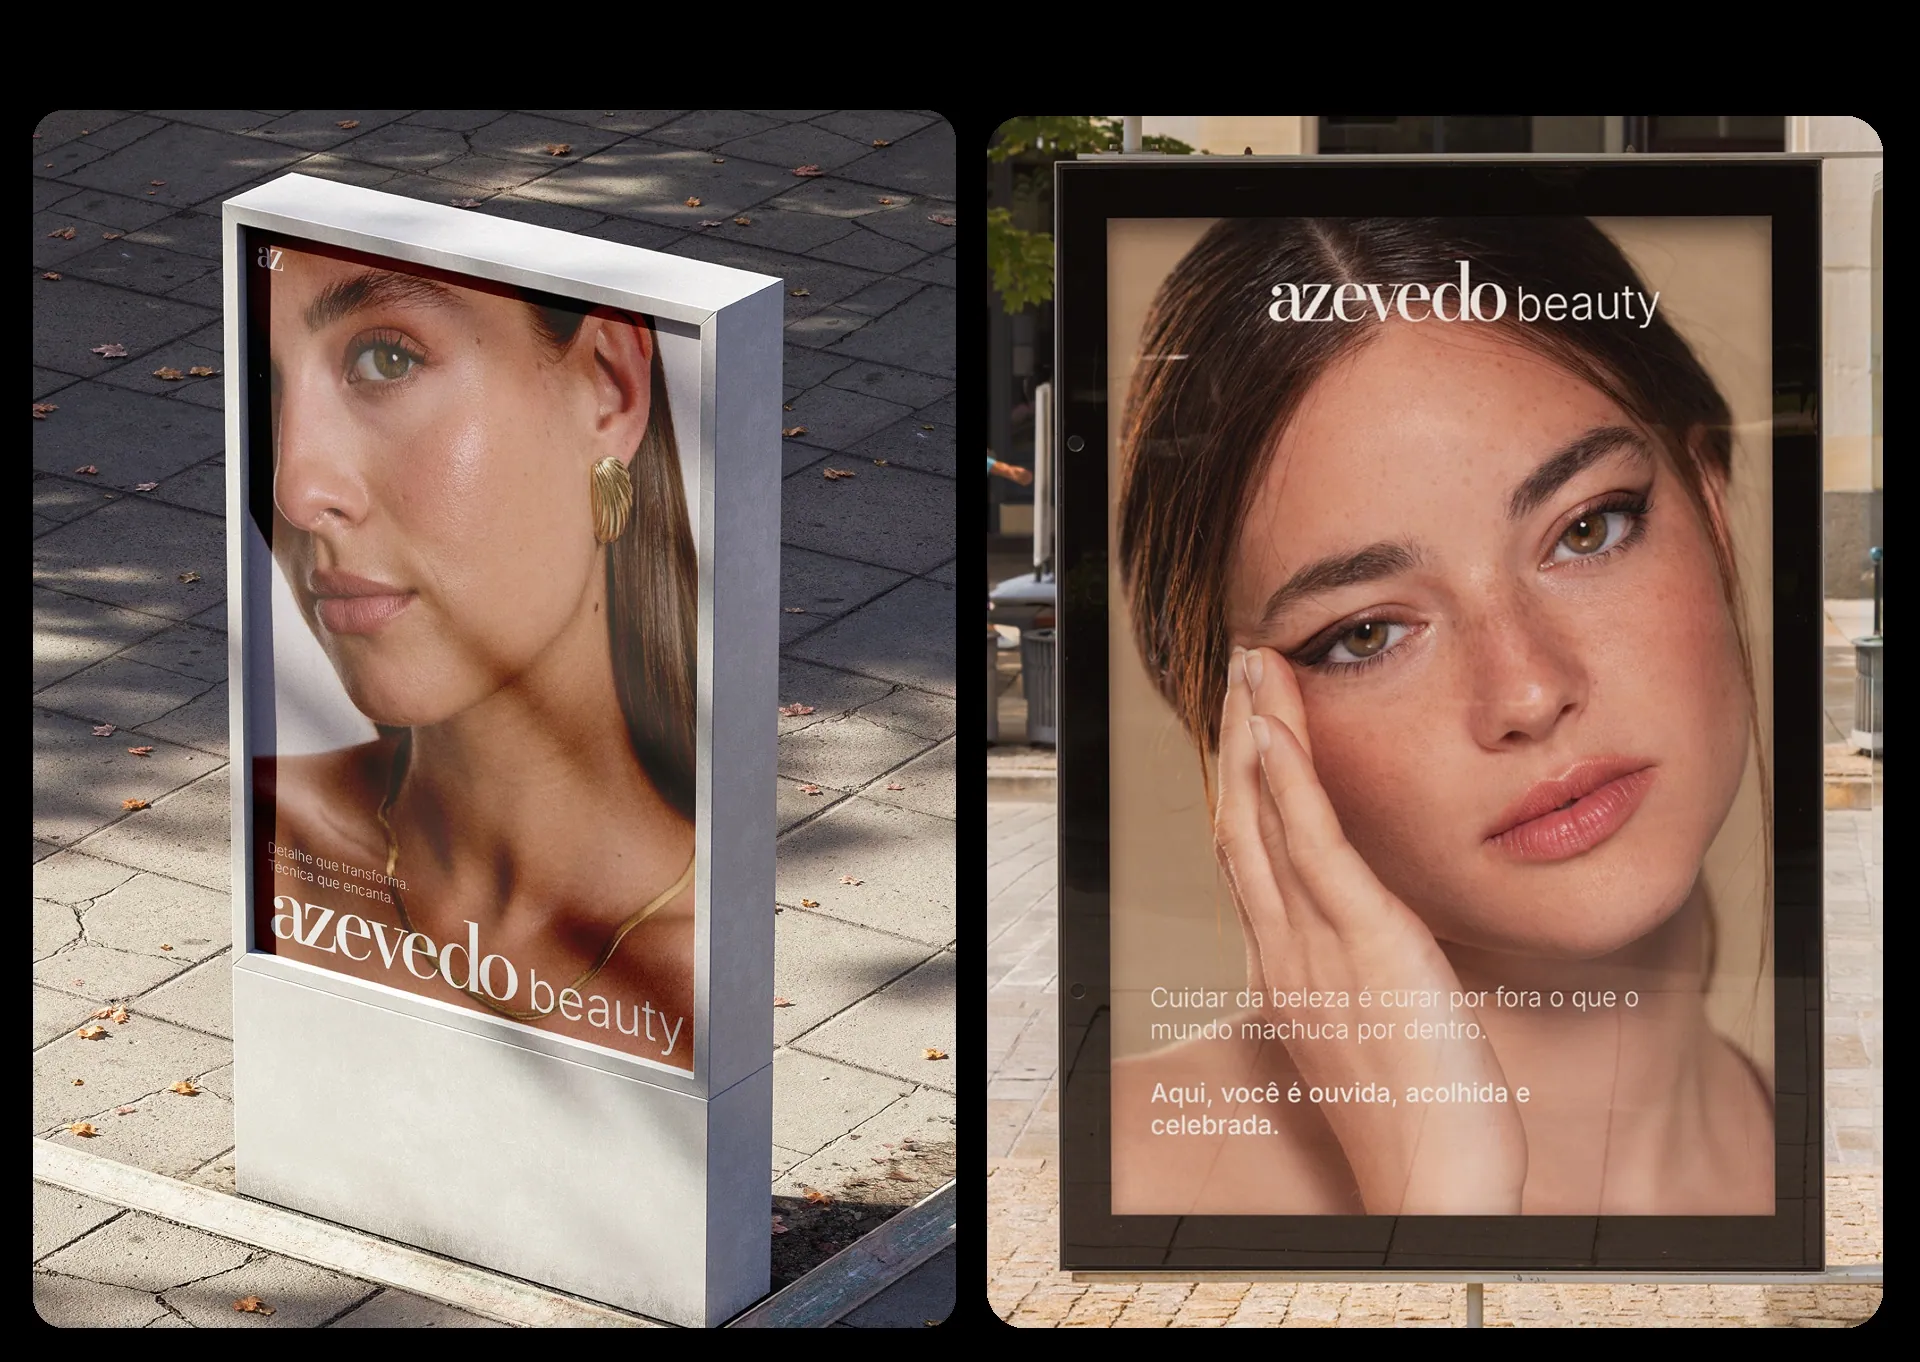 az
Detalhe que transforma.
Técnica que encanta.
azevedo beauty
azevedo beauty
Cuidar da beleza é curar por fora o que o
mundo machuca por dentro.
Aqui, você é ouvida, acolhida e
celebrada.